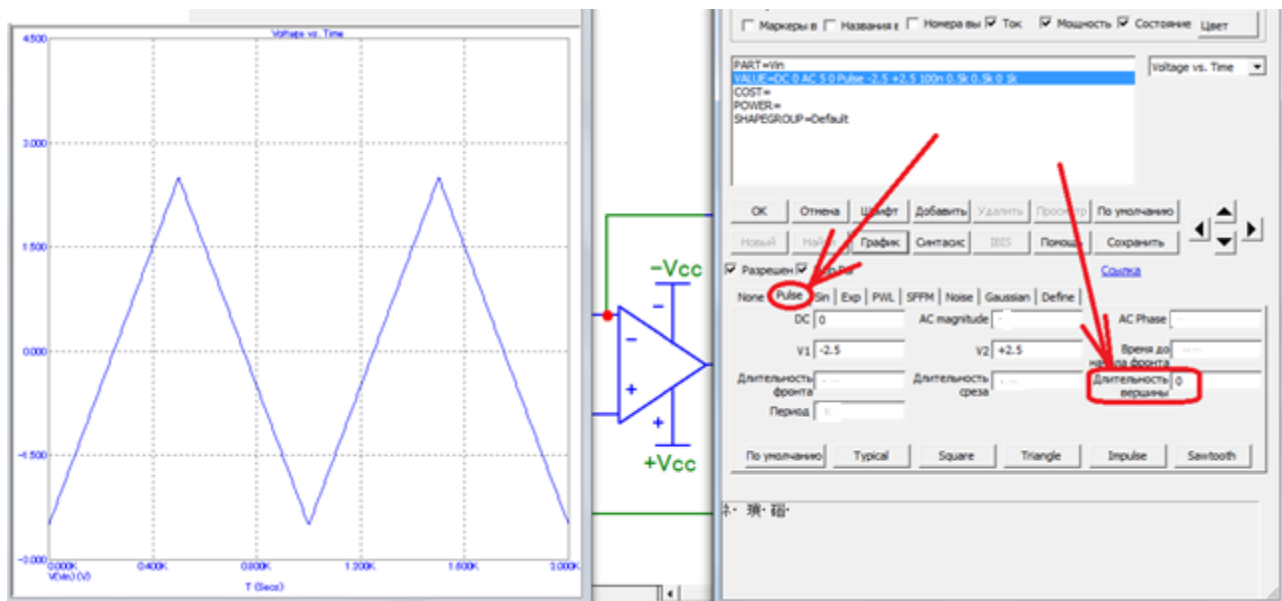 Voltage vs. Time
4.500
3.000
1.500
0.000
-3.000
0.000K 0.400K 0.800K 1.200K 1.600K 2.000K
V(Vin) (V)
T (Secs)
-Vcc
+Vcc
Маркеры в Названия в Номера вы Ток Мощность Состояние Цвет
PART=Vin
VALUE=DC 0 AC 5 0 Pulse -2.5 +2.5 100n 0.5k 0.5k 0 1k
COST=
POWER=
SHAPEGROUP=Default
Voltage vs. Time
OK Отмена Шрифт Добавить Удалить Просмотр По умолчанию
Новый График Синтаксис IBIS Помощь Сохранить
Разрешен
Ссылка
None Pulse Sin Exp PWL SFFM Noise Gaussian Define
DC 0 AC magnitude AC Phase
V1 -2.5 V2 +2.5 Время до начала фронта
Длительность фронта Длительность среза Длительность вершины 0
Период
По умолчанию Typical Square Triangle Impulse Sawtooth